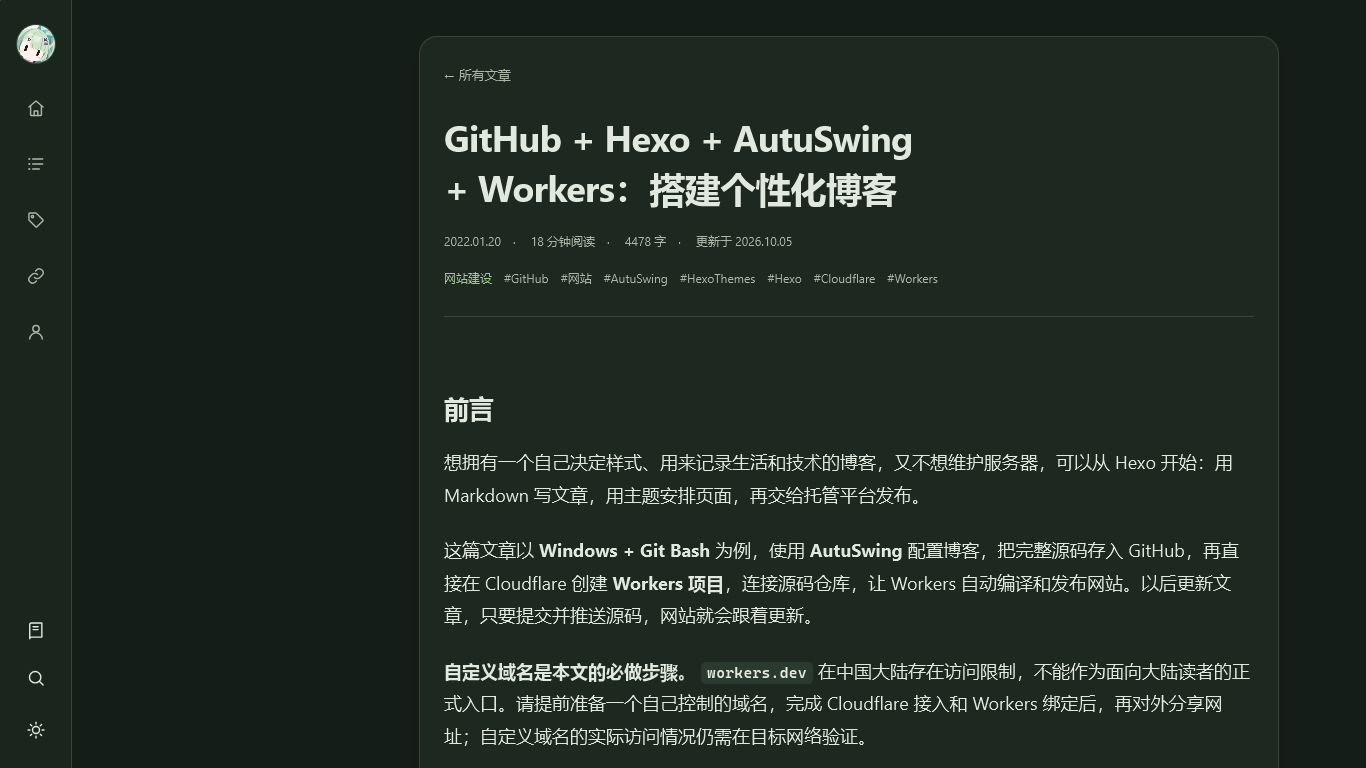 ← 所有文章
GitHub + Hexo + AutuSwing
+ Workers：搭建个性化博客
2022.01.20 · 18 分钟阅读 · 4478 字 · 更新于 2026.10.05
网站建设 #GitHub #网站 #AutuSwing #HexoThemes #Hexo #Cloudflare #Workers
前言
想拥有一个自己决定样式、用来记录生活和技术的博客，又不想维护服务器，可以从 Hexo 开始：用
Markdown 写文章，用主题安排页面，再交给托管平台发布。
这篇文章以 Windows + Git Bash 为例，使用 AutuSwing 配置博客，把完整源码存入 GitHub，再直
接在 Cloudflare 创建 Workers 项目，连接源码仓库，让 Workers 自动编译和发布网站。以后更新文
章，只要提交并推送源码，网站就会跟着更新。
自定义域名是本文的必做步骤。 workers.dev 在中国大陆存在访问限制，不能作为面向大陆读者的正
式入口。请提前准备一个自己控制的域名，完成 Cloudflare 接入和 Workers 绑定后，再对外分享网
址；自定义域名的实际访问情况仍需在目标网络验证。